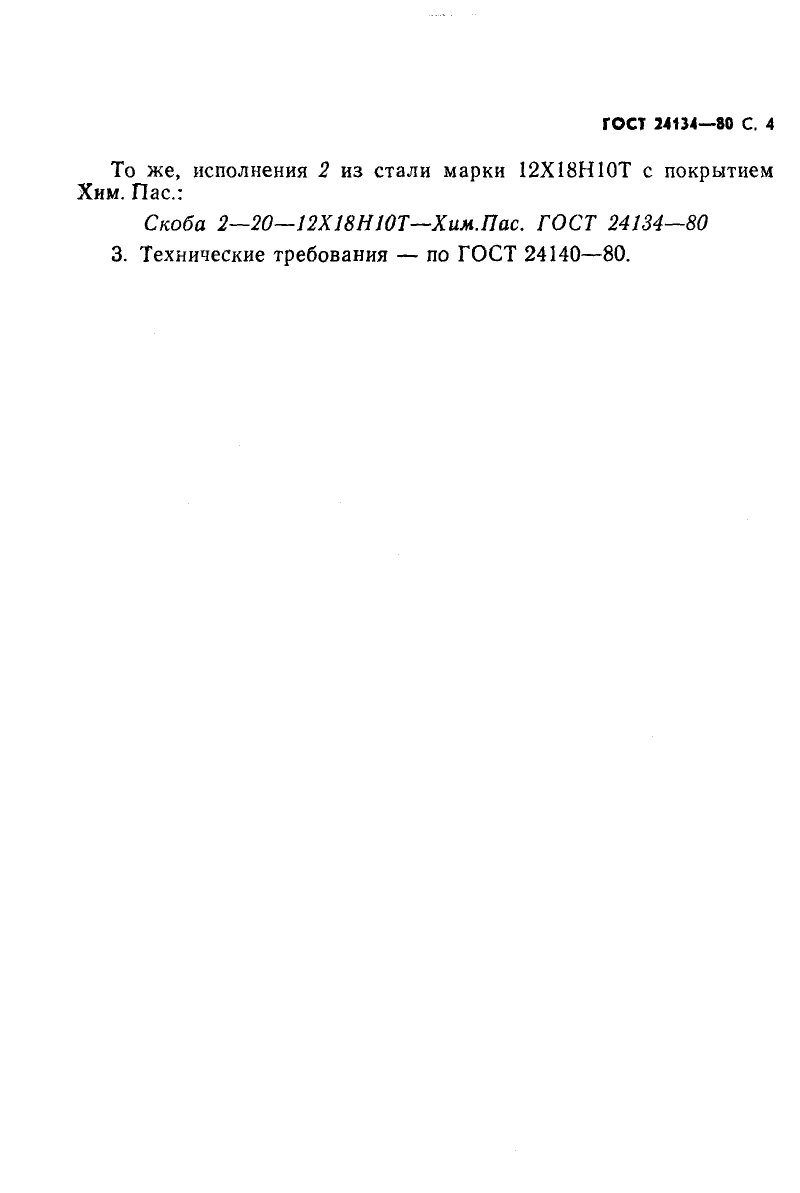 ГОСТ 24134—80 С. 4
То же, исполнения 2 из стали марки 12Х18Н10Т с покрытием
Хим. Пас.:
Скоба 2—20—12Х18Н10Т—Хим.Пас. ГОСТ 24134—80
3. Технические требования — по ГОСТ 24140—80.